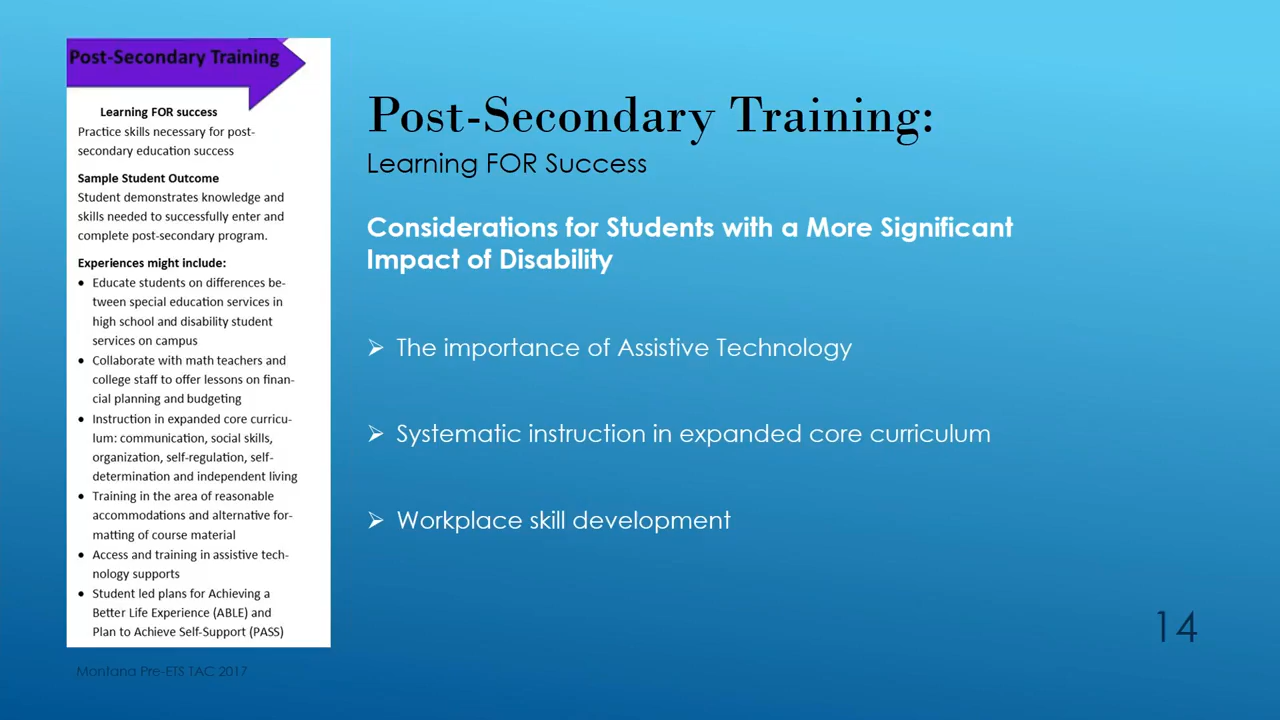 Post-Secondary Training
Learning FOR success
Practice skills necessary for post-
secondary education success
Sample Student Outcome
Student demonstrates knowledge and
skills needed to successfully enter and
complete post-secondary program.
Experiences might include:
• Educate students on differences be-
tween special education services in
high school and disability student
services on campus
• Collaborate with math teachers and
college staff to offer lessons on finan-
cial planning and budgeting
• Instruction in expanded core curricu-
lum: communication, social skills,
organization, self-regulation, self-
determination and independent living
• Training in the area of reasonable
accommodations and alternative for-
matting of course material
• Access and training in assistive tech-
nology supports
• Student led plans for Achieving a
Better Life Experience (ABLE) and
Plan to Achieve Self-Support (PASS)
Post-Secondary Training:
Learning FOR Success
Considerations for Students with a More Significant
Impact of Disability
➢ The importance of Assistive Technology
➢ Systematic instruction in expanded core curriculum
➢ Workplace skill development
14
Montana Pre-ETS TAC 2017